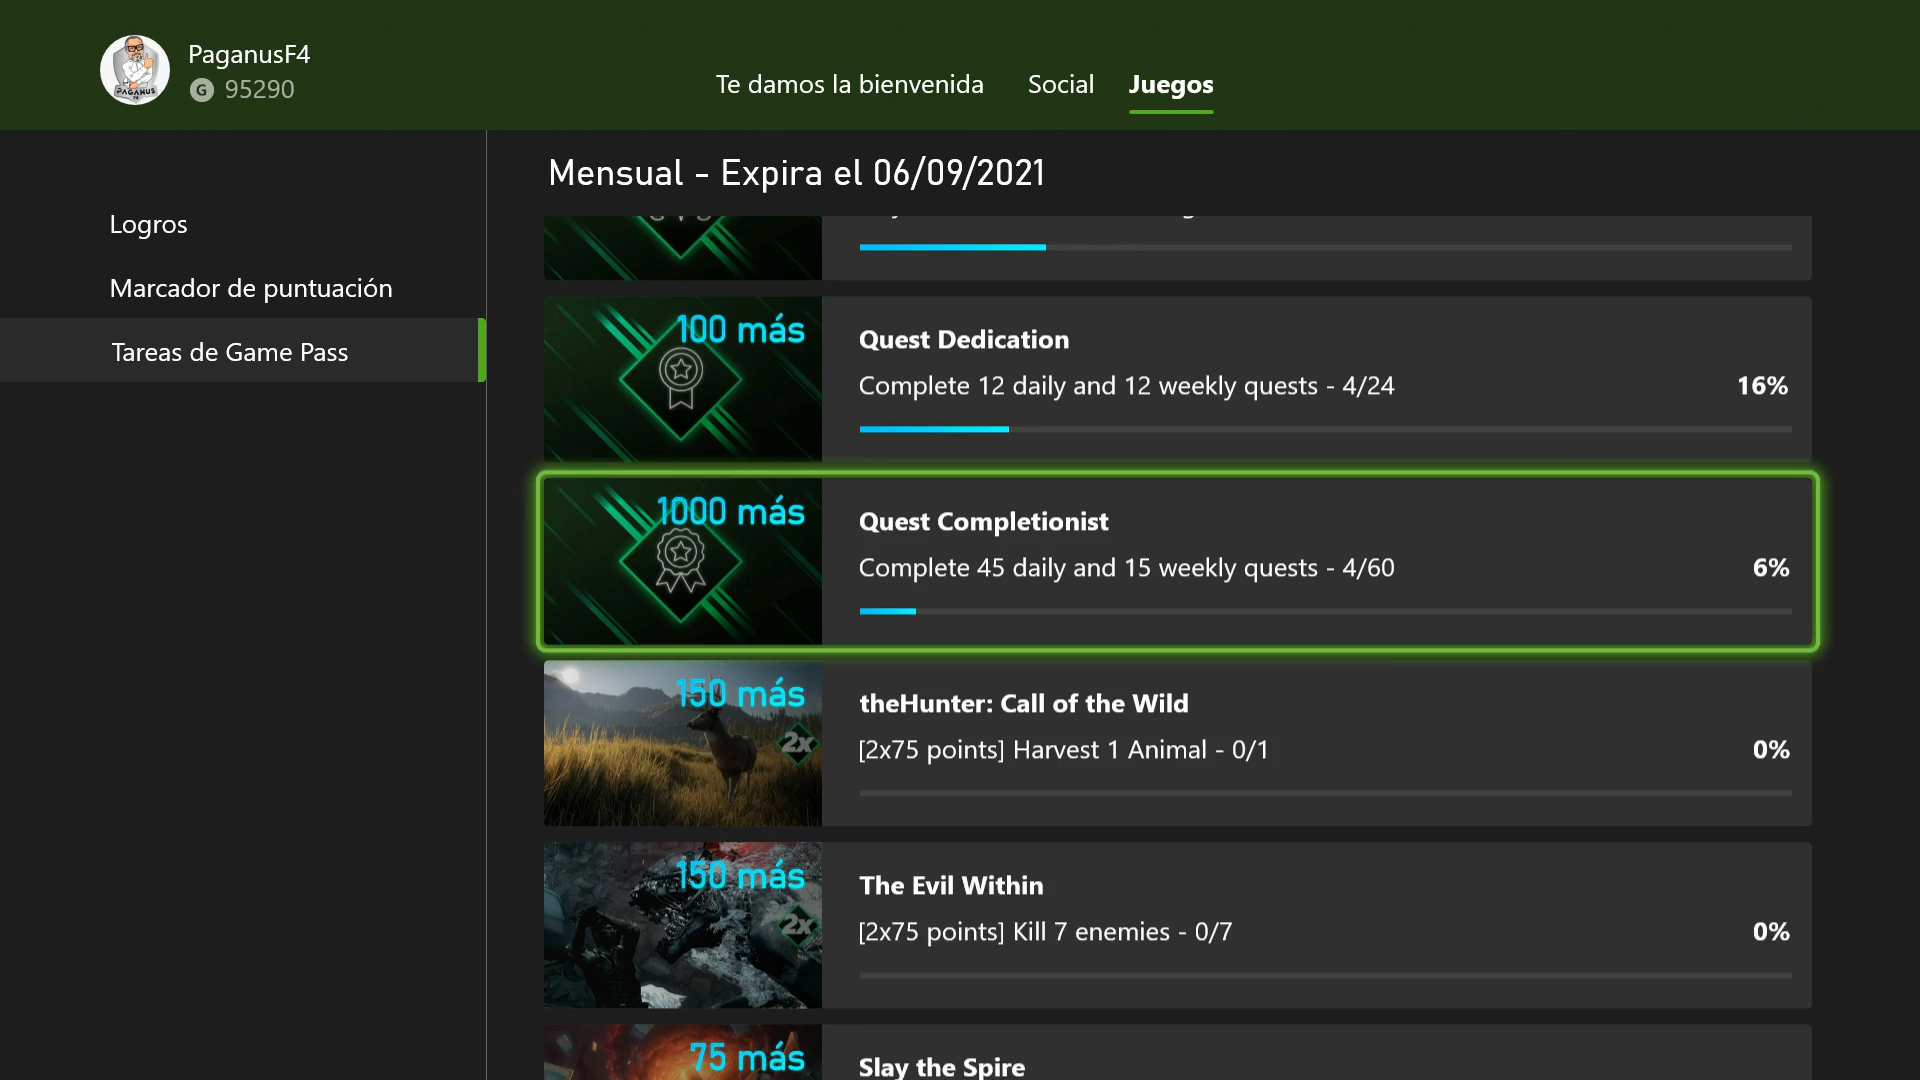 PaganusF4
G 95290
PAGANUS
Te damos la bienvenida
Social
Juegos
Logros
Marcador de puntuación
Tareas de Game Pass
Mensual - Expira el 06/09/2021
100 más
Quest Dedication
Complete 12 daily and 12 weekly quests - 4/24
16%
1000 más
Quest Completionist
Complete 45 daily and 15 weekly quests - 4/60
6%
150 más
2x
theHunter: Call of the Wild
[2x75 points] Harvest 1 Animal - 0/1
0%
150 más
2x
The Evil Within
[2x75 points] Kill 7 enemies - 0/7
0%
75 más
Slay the Spire